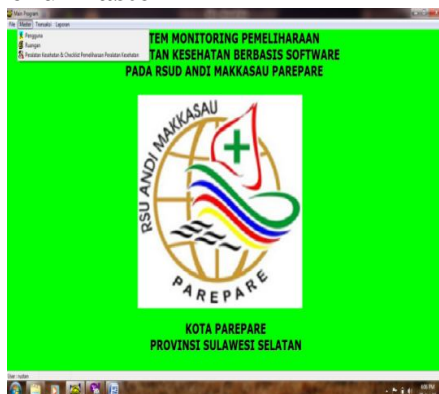 Main Program
File Master Transaksi Laporan
Pengguna
Ruangan
Peralatan Kesehatan & Checklist Pemeliharaan Peralatan Kesehatan
TEM MONITORING PEMELIHARAAN
TAN KESEHATAN BERBASIS SOFTWARE
PADA RSUD ANDI MAKKASAU PAREPARE
RSU ANDI MAKKASAU
PAREPARE
KOTA PAREPARE
PROVINSI SULAWESI SELATAN